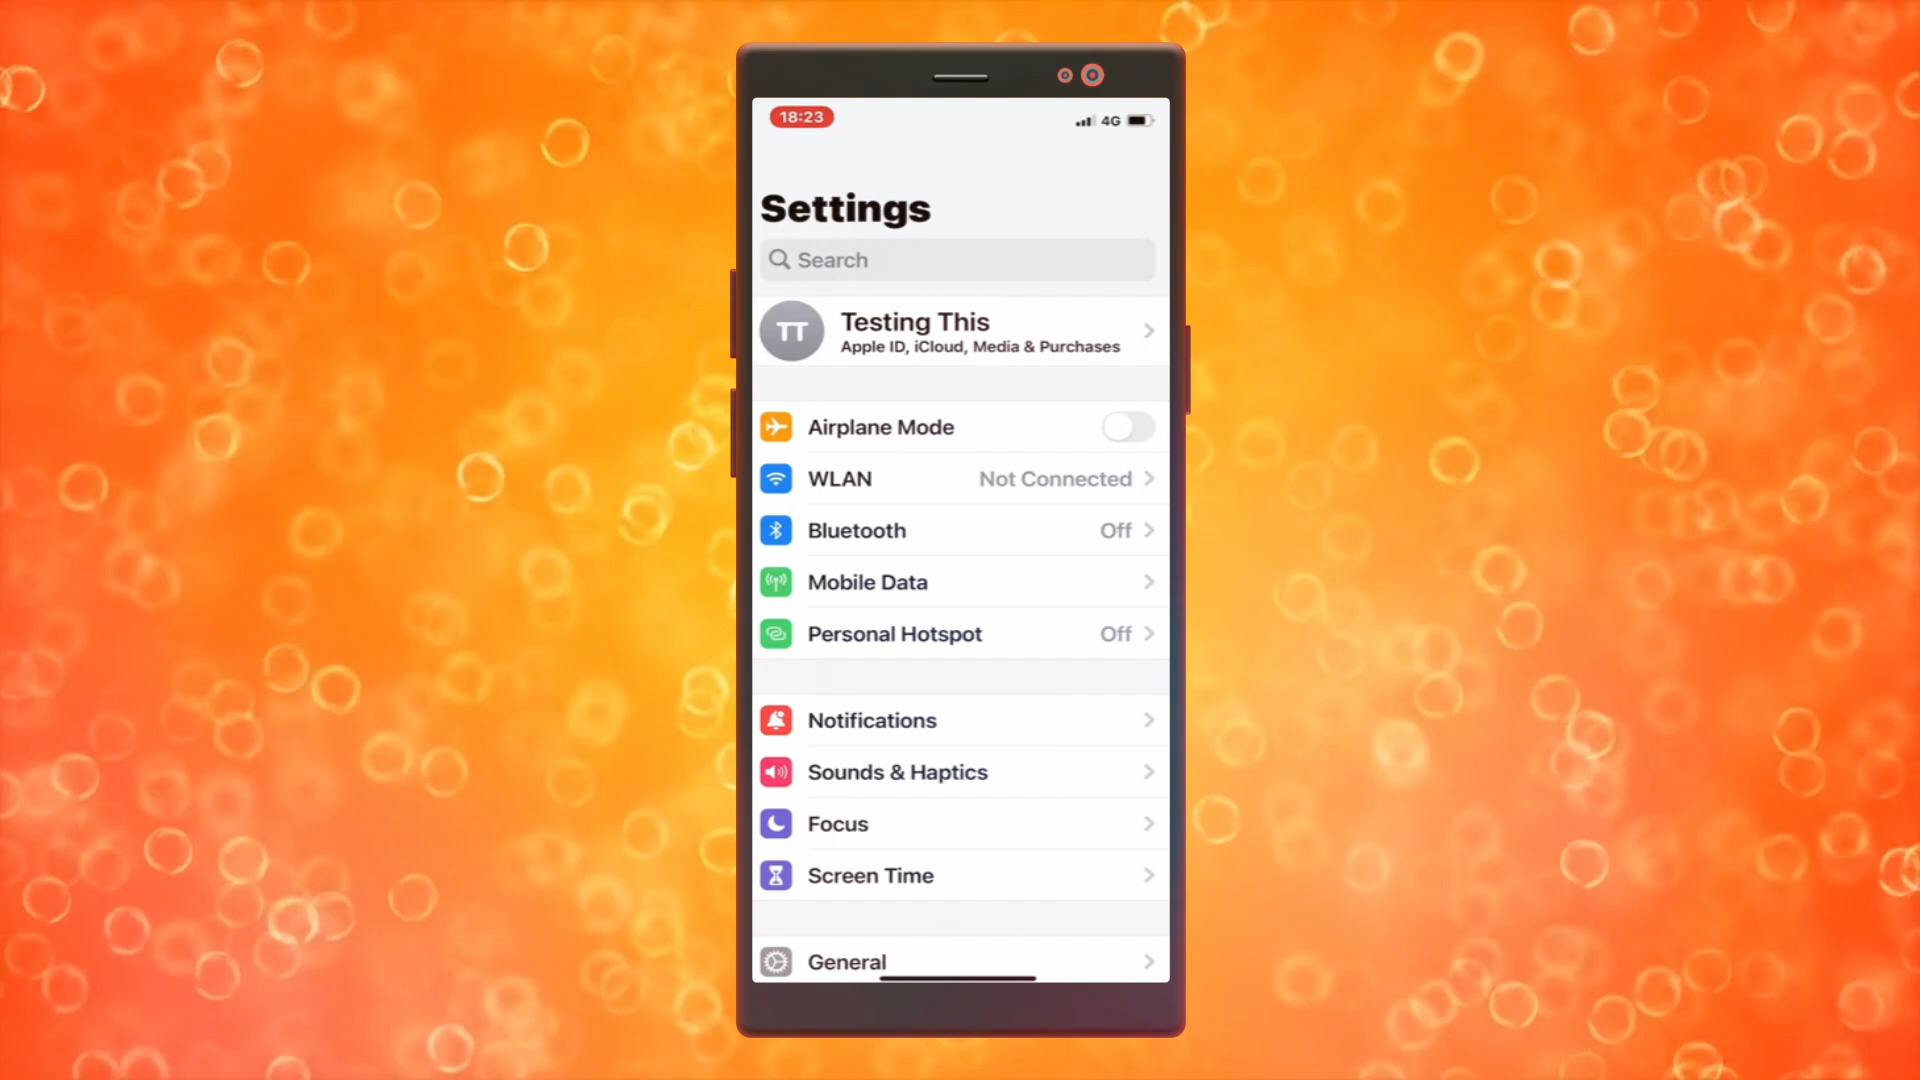 18:23
4G
Settings
Search
TT
Testing This
Apple ID, iCloud, Media & Purchases
Airplane Mode
WLAN Not Connected
Bluetooth Off
Mobile Data
Personal Hotspot Off
Notifications
Sounds & Haptics
Focus
Screen Time
General